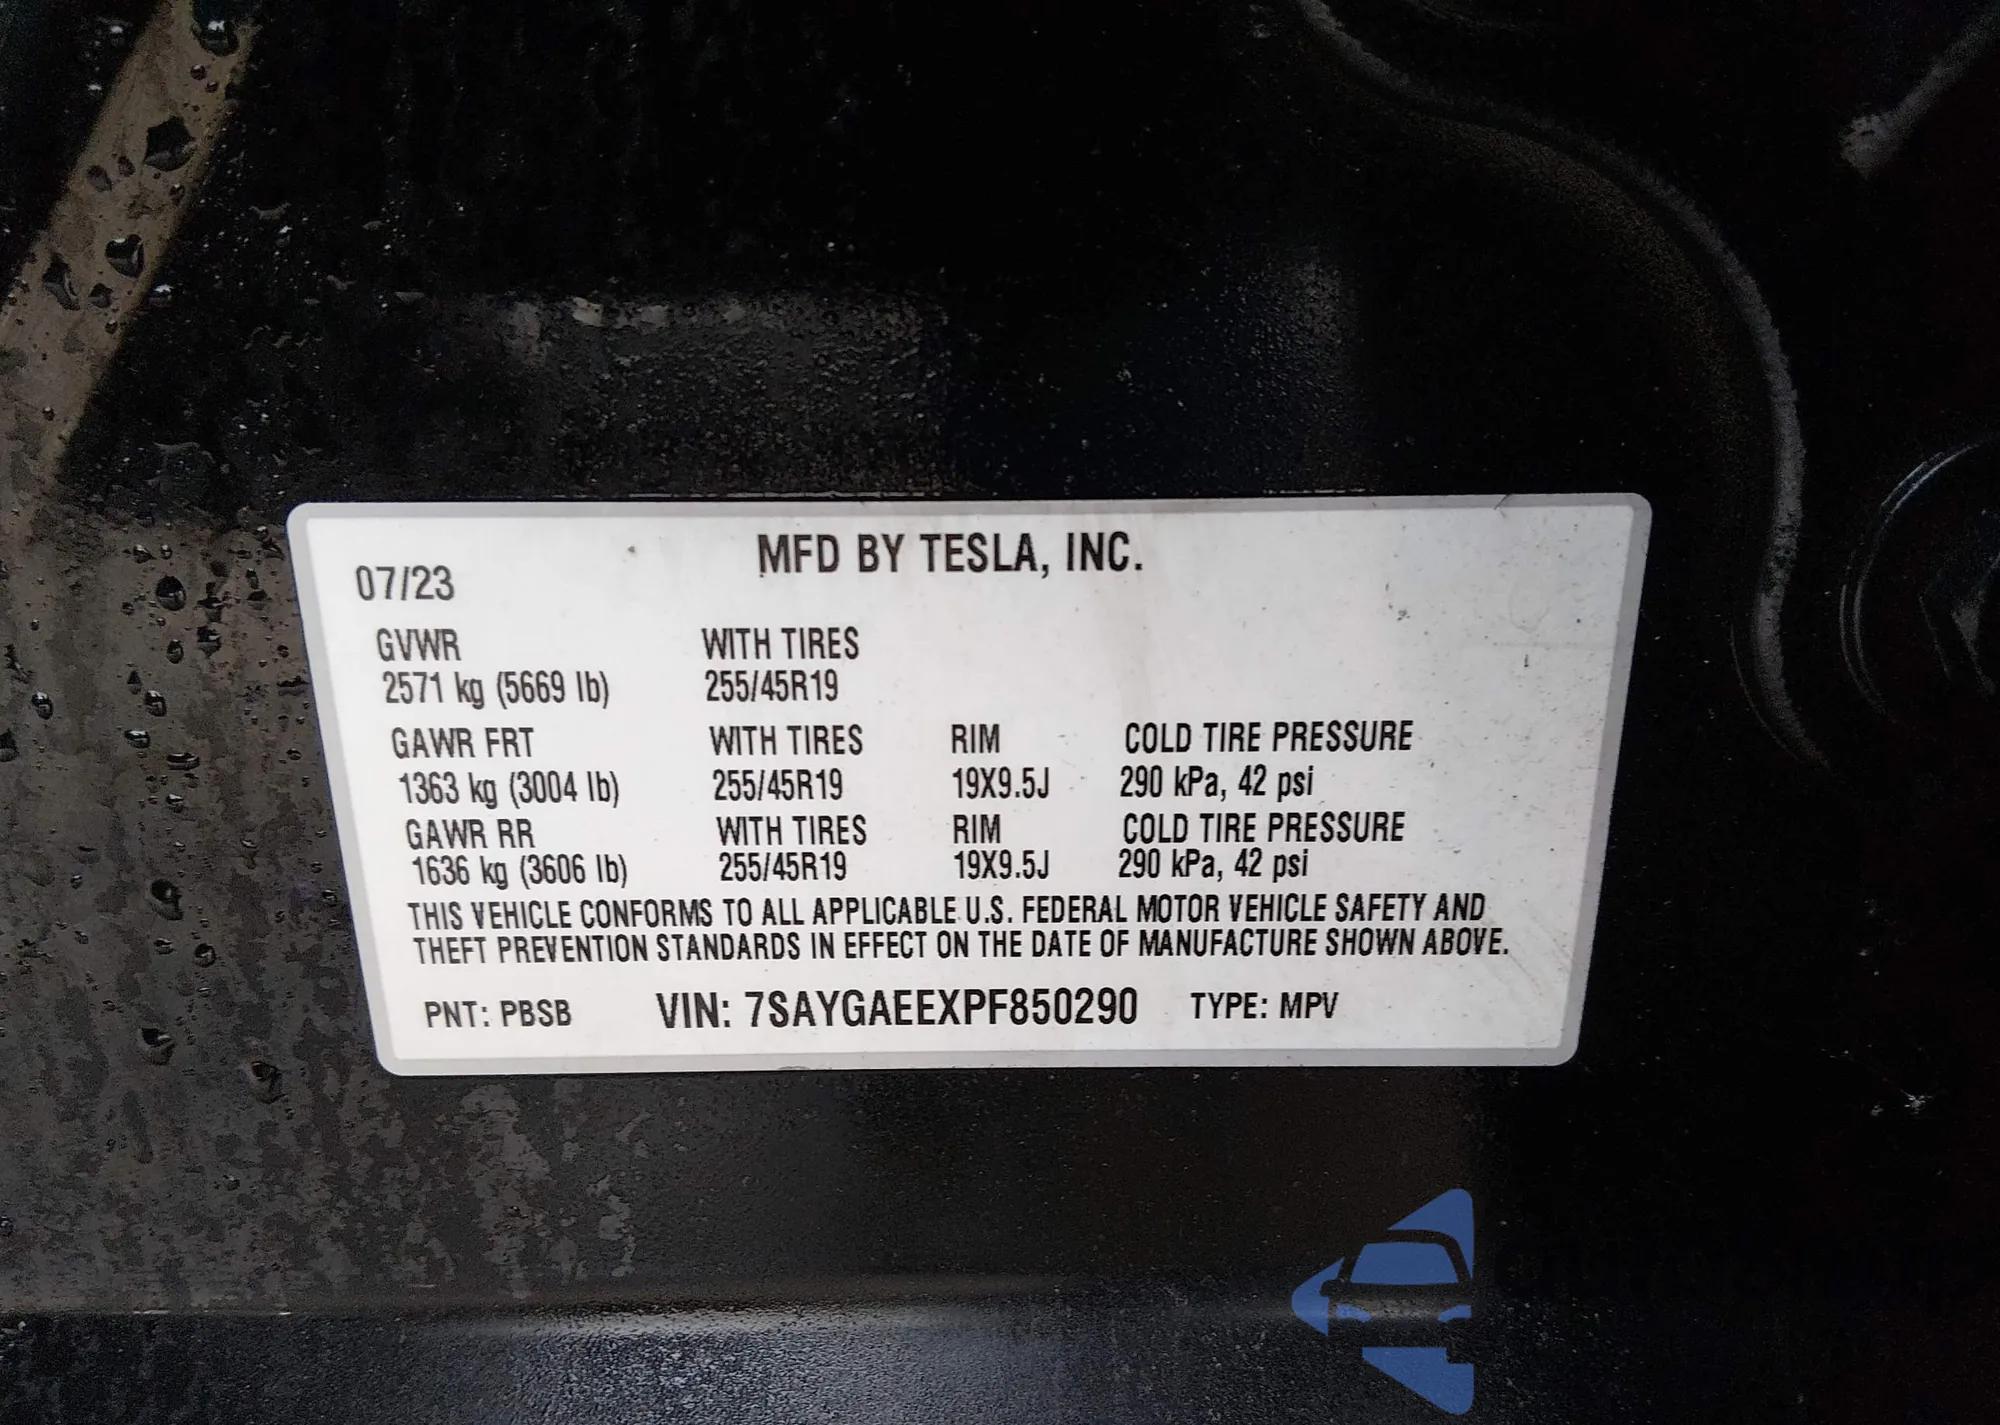 MFD BY TESLA, INC.
07/23
GVWR WITH TIRES
2571 kg (5669 lb) 255/45R19
GAWR FRT WITH TIRES RIM COLD TIRE PRESSURE
1363 kg (3004 lb) 255/45R19 19X9.5J 290 kPa, 42 psi
GAWR RR WITH TIRES RIM COLD TIRE PRESSURE
1636 kg (3606 lb) 255/45R19 19X9.5J 290 kPa, 42 psi
THIS VEHICLE CONFORMS TO ALL APPLICABLE U.S. FEDERAL MOTOR VEHICLE SAFETY AND
THEFT PREVENTION STANDARDS IN EFFECT ON THE DATE OF MANUFACTURE SHOWN ABOVE.
PNT: PBSB VIN: 7SAYGAEEXPF850290 TYPE: MPV